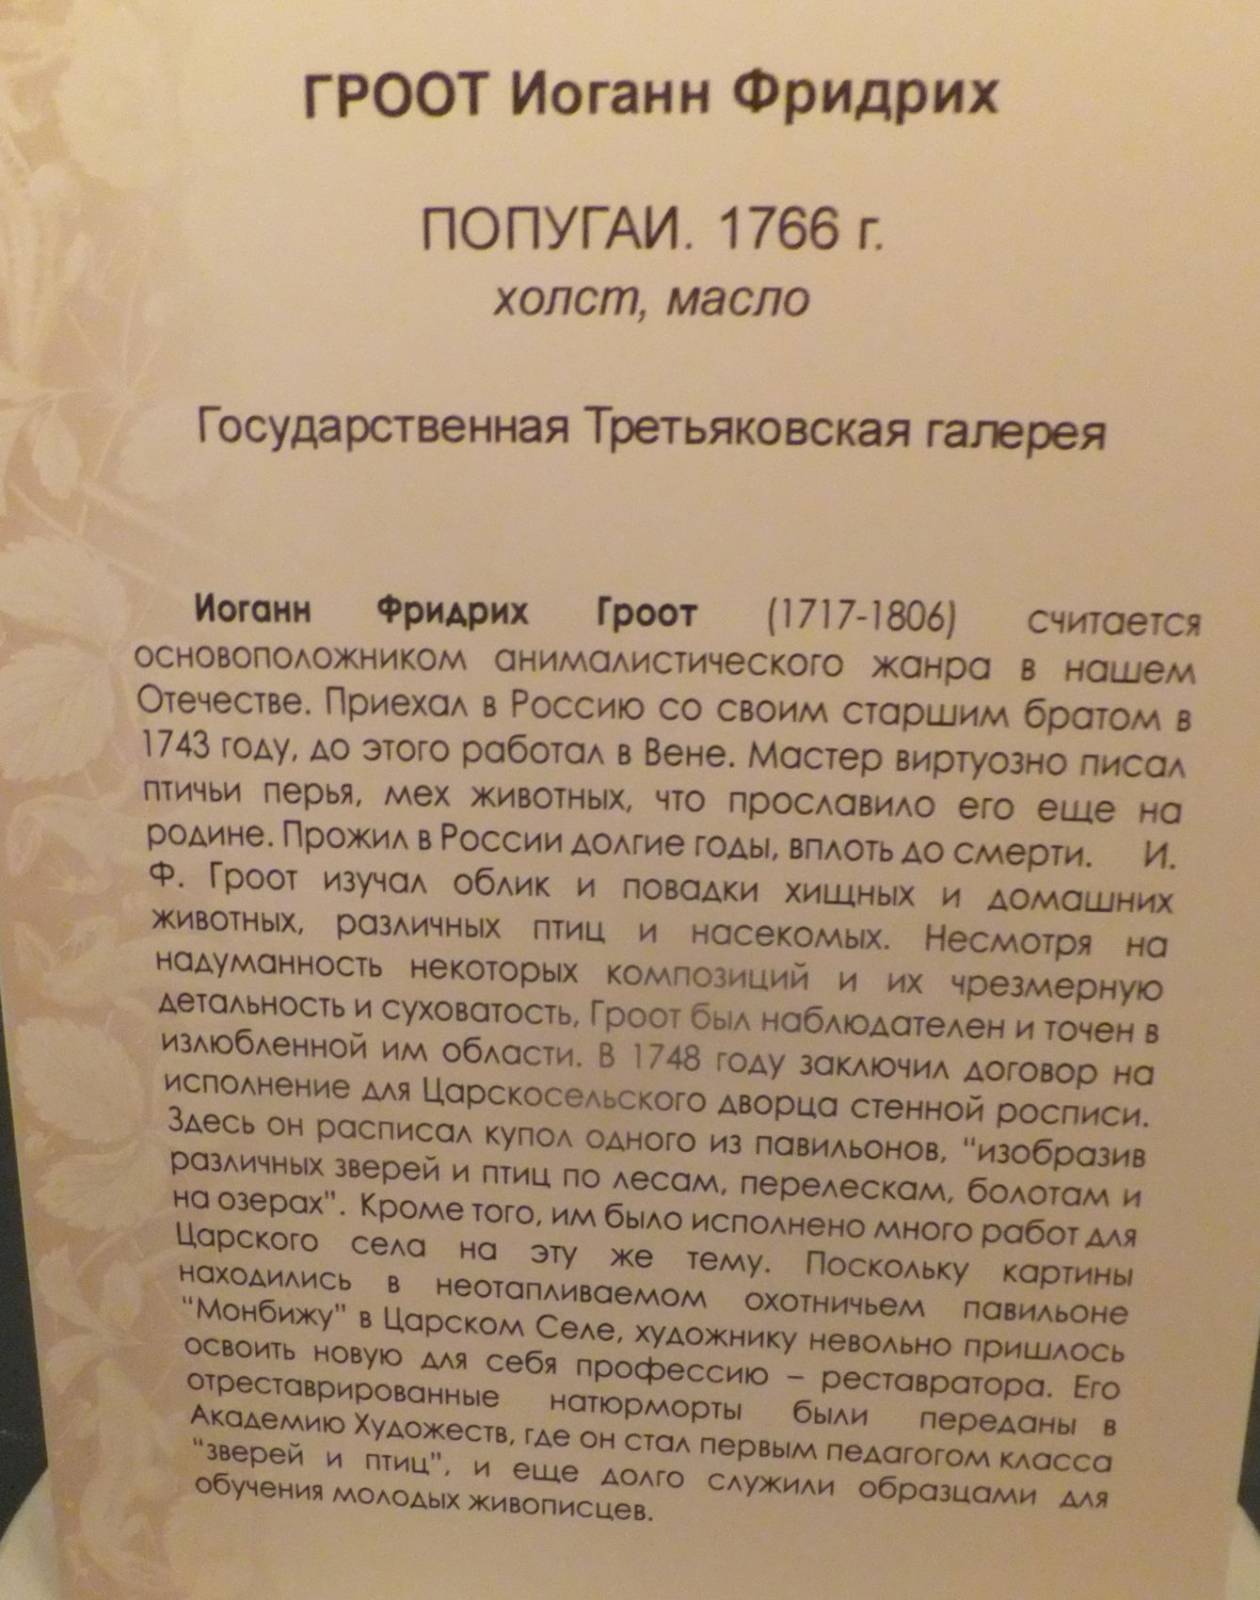 ГРООТ Иоганн Фридрих
ПОПУГАИ. 1766 г.
холст, масло
Государственная Третьяковская галерея
Иоганн Фридрих Гроот (1717-1806) считается
основоположником анималистического жанра в нашем
Отечестве. Приехал в Россию со своим старшим братом в
1743 году, до этого работал в Вене. Мастер виртуозно писал
птичьи перья, мех животных, что прославило его еще на
родине. Прожил в России долгие годы, вплоть до смерти. И.
Ф. Гроот изучал облик и повадки хищных и домашних
животных, различных птиц и насекомых. Несмотря на
надуманность некоторых композиций и их чрезмерную
детальность и суховатость, Гроот был наблюдателен и точен в
излюбленной им области. В 1748 году заключил договор на
исполнение для Царскосельского дворца стенной росписи.
Здесь он расписал купол одного из павильонов, "изобразив
различных зверей и птиц по лесам, перелескам, болотам и
на озерах". Кроме того, им было исполнено много работ для
Царского села на эту же тему. Поскольку картины
находились в неотапливаемом охотничьем павильоне
"Монбижу" в Царском Селе, художнику невольно пришлось
освоить новую для себя профессию – реставратора. Его
отреставрированные натюрморты были переданы в
Академию Художеств, где он стал первым педагогом класса
"зверей и птиц", и еще долго служили образцами для
обучения молодых живописцев.